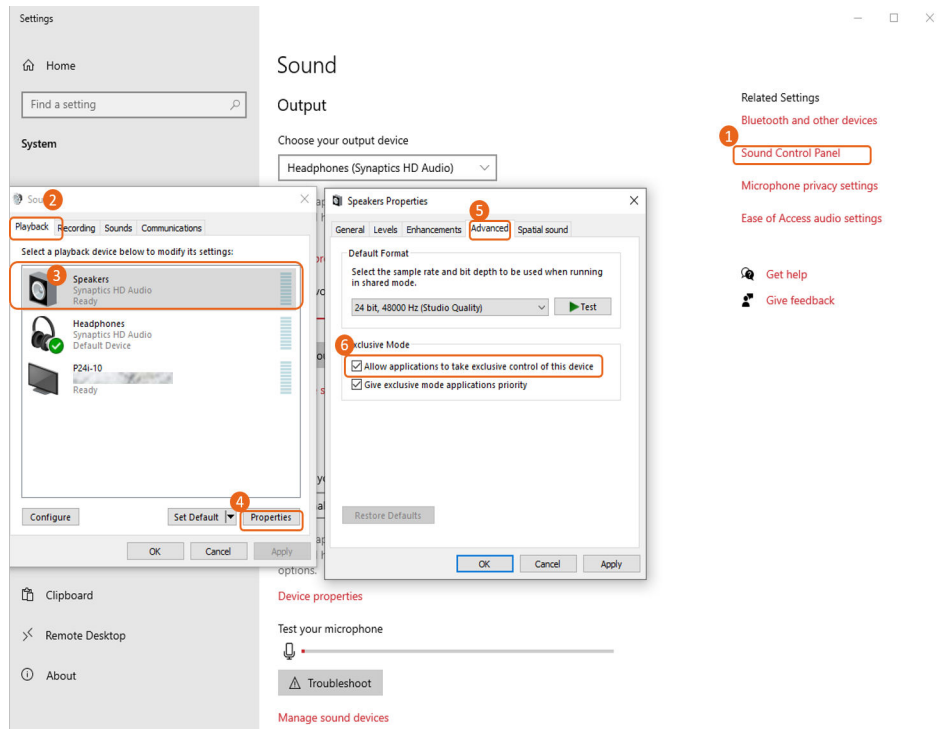 Settings
Home
Find a setting
System
Clipboard
Remote Desktop
About
Sound
Output
Choose your output device
Headphones (Synaptics HD Audio)
options.
Device properties
Test your microphone
Troubleshoot
Manage sound devices
Related Settings
Bluetooth and other devices
1
Sound Control Panel
Microphone privacy settings
Ease of Access audio settings
Get help
Give feedback
Sou
2
Playback Recording Sounds Communications
Select a playback device below to modify its settings:
3
Speakers
Synaptics HD Audio
Ready
Headphones
Synaptics HD Audio
Default Device
P24i-10
Ready
4
Configure Set Default Properties
OK Cancel Apply
Speakers Properties
5
General Levels Enhancements Advanced Spatial sound
Default Format
Select the sample rate and bit depth to be used when running
in shared mode.
24 bit, 48000 Hz (Studio Quality) Test
6
xclusive Mode
Allow applications to take exclusive control of this device
Give exclusive mode applications priority
Restore Defaults
OK Cancel Apply